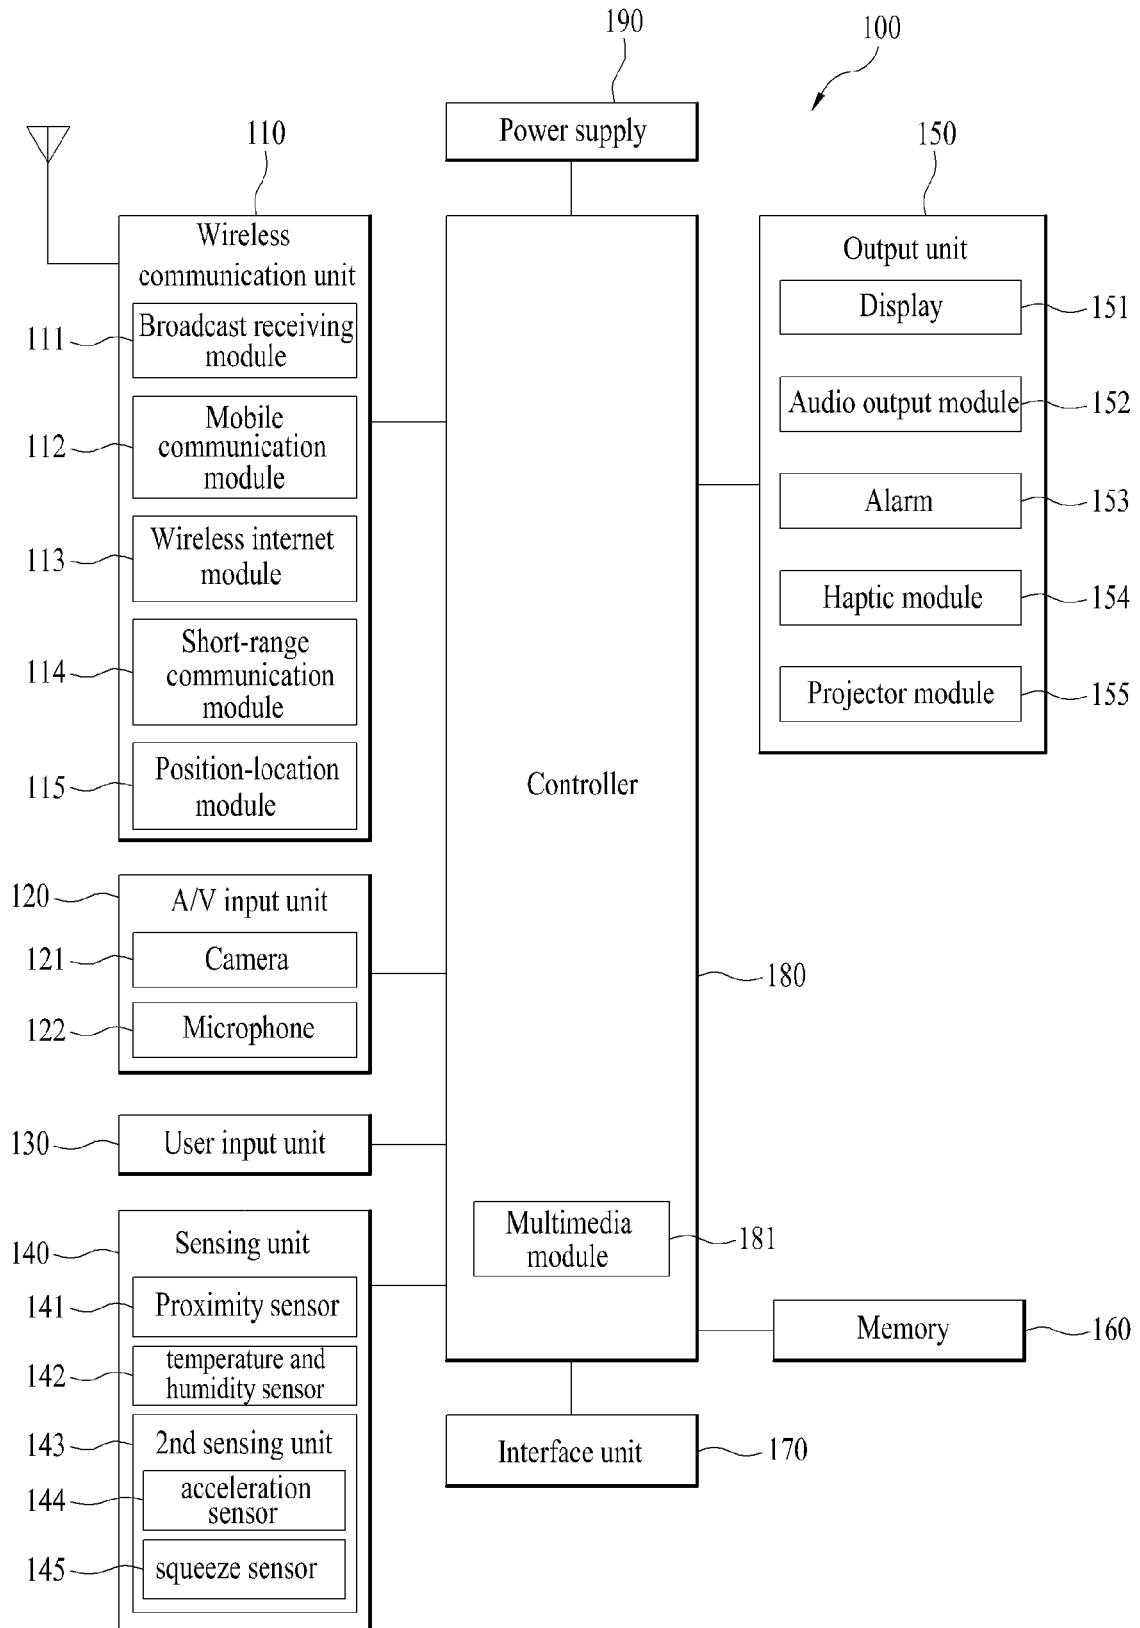 190
100
Power supply
110
150
Wireless
communication unit
Output unit
111
Broadcast receiving
module
Display
151
112
Mobile
communication
module
Audio output module
152
113
Wireless internet
module
Alarm
153
114
Short-range
communication
module
Haptic module
154
115
Position-location
module
Projector module
155
Controller
180
120
A/V input unit
121
Camera
122
Microphone
130
User input unit
140
Sensing unit
141
Proximity sensor
142
temperature and
humidity sensor
143
2nd sensing unit
144
acceleration
sensor
145
squeeze sensor
Multimedia
module
181
Memory
160
Interface unit
170